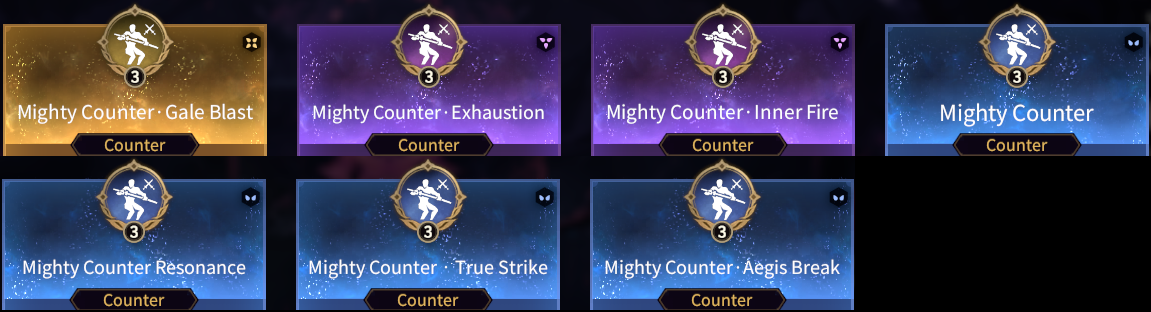 3 3 3 3
Mighty Counter · Gale Blast Mighty Counter · Exhaustion Mighty Counter · Inner Fire Mighty Counter
Counter Counter Counter Counter
3 3 3
Mighty Counter Resonance Mighty Counter · True Strike Mighty Counter · Aegis Break
Counter Counter Counter